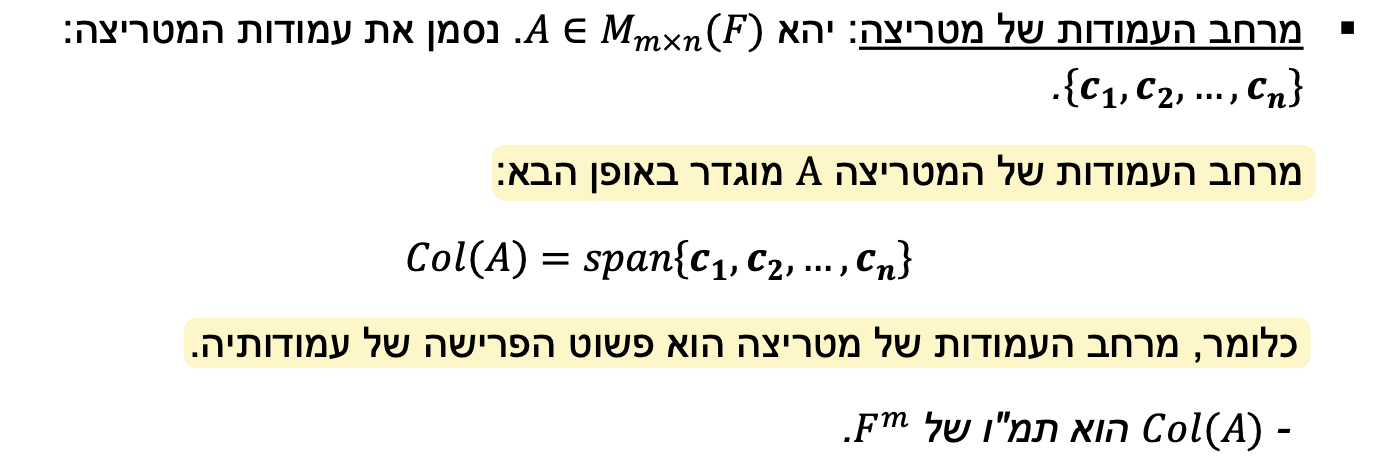 ▪ מרחב העמודות של מטריצה: יהא A ∈ Mₘₓₙ(F). נסמן את עמודות המטריצה:
{c₁, c₂, … , cₙ}.
מרחב העמודות של המטריצה A מוגדר באופן הבא:
Col(A) = span{c₁, c₂, … , cₙ}
כלומר, מרחב העמודות של מטריצה הוא פשוט הפרישה של עמודותיה.
- Col(A) הוא תמ"ו של Fᵐ.